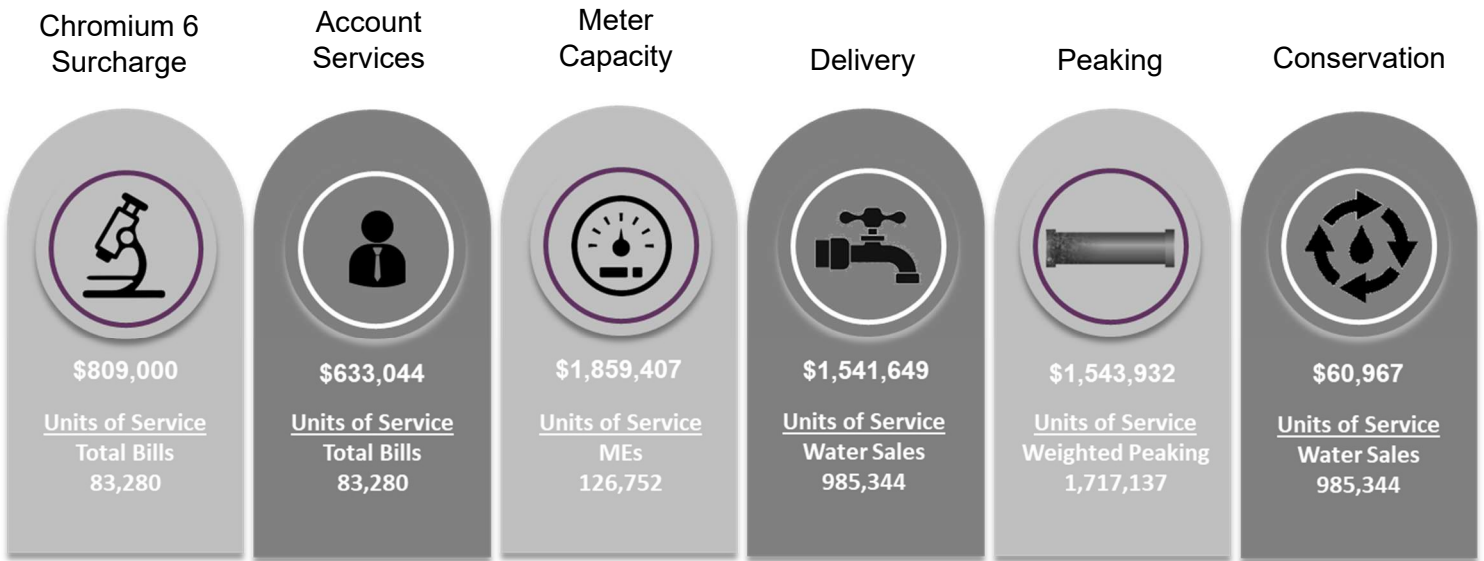 Chromium 6
Surcharge
$809,000
Units of Service
Total Bills
83,280
Account
Services
$633,044
Units of Service
Total Bills
83,280
Meter
Capacity
$1,859,407
Units of Service
MEs
126,752
Delivery
$1,541,649
Units of Service
Water Sales
985,344
Peaking
$1,543,932
Units of Service
Weighted Peaking
1,717,137
Conservation
$60,967
Units of Service
Water Sales
985,344